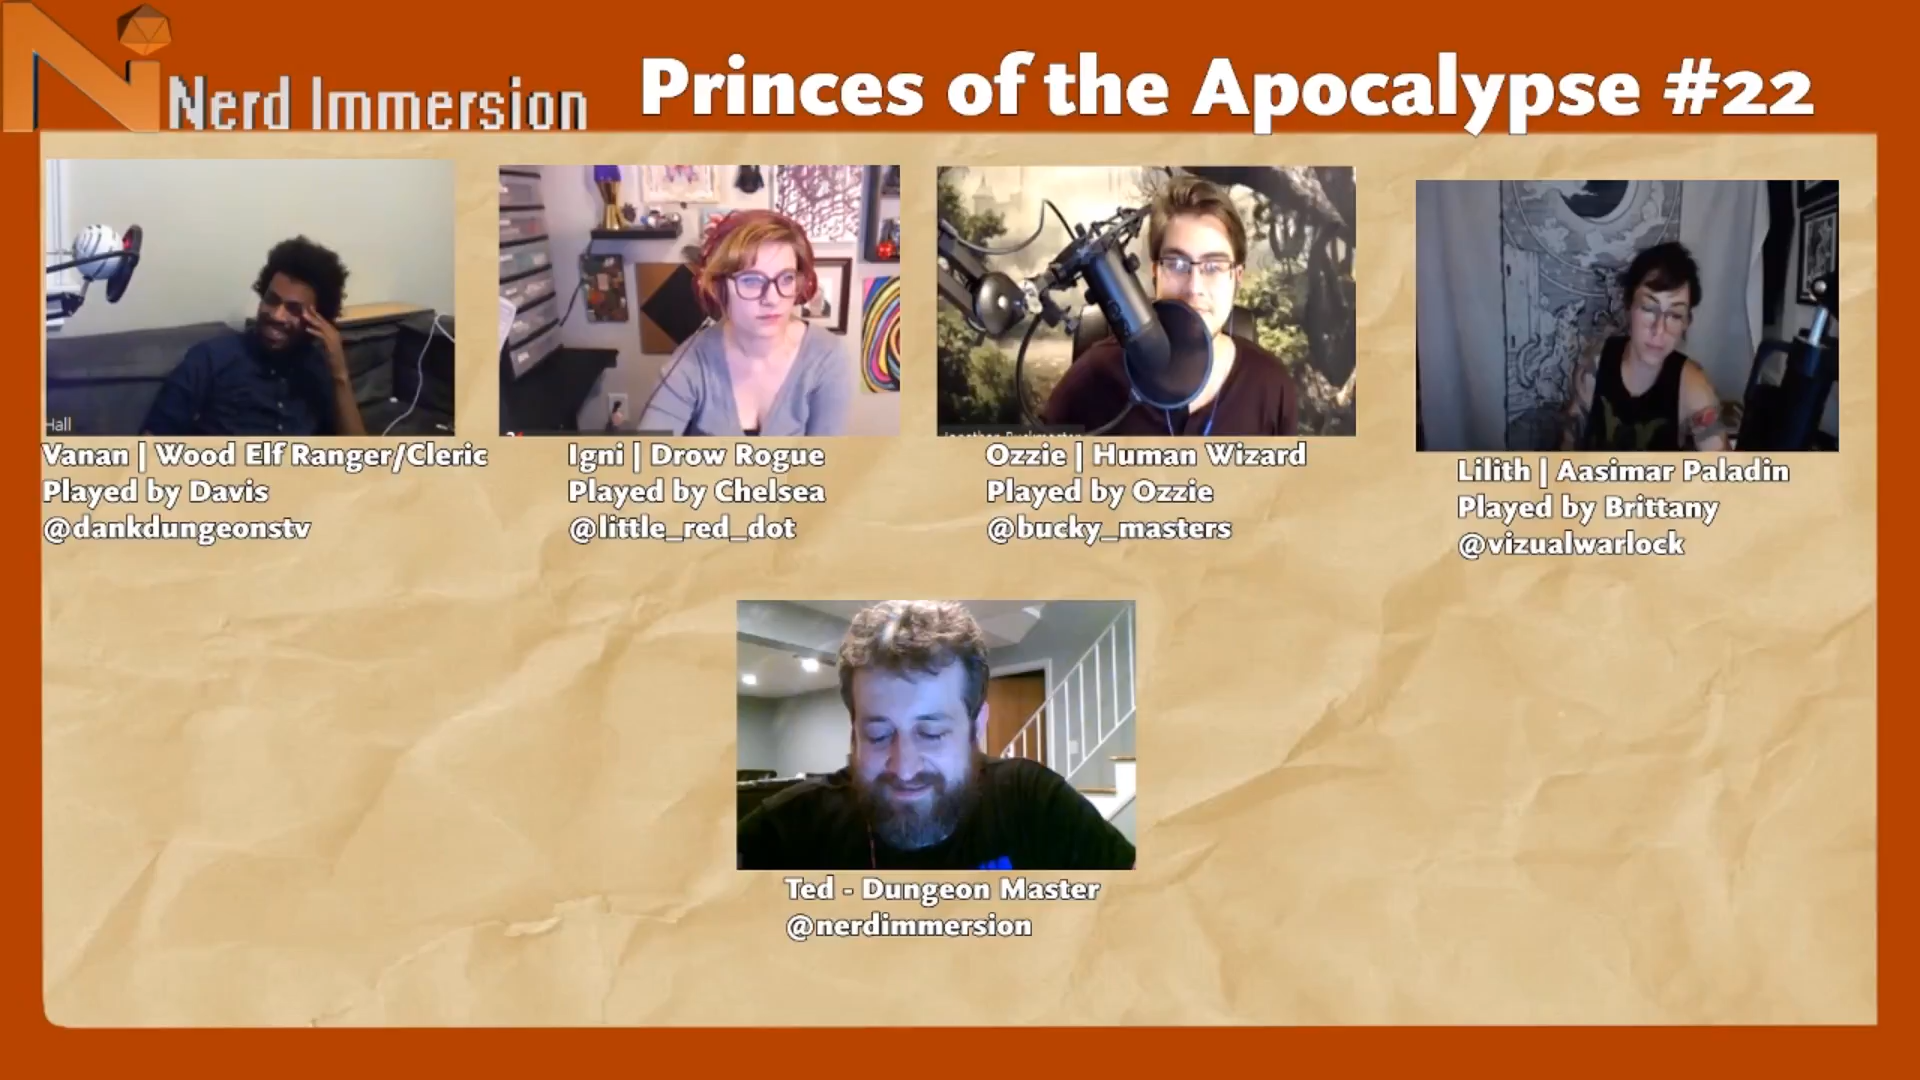 Nerd Immersion
Princes of the Apocalypse #22
Hall
Vanan | Wood Elf Ranger/Cleric
Played by Davis
@dankdungeonstv
Igni | Drow Rogue
Played by Chelsea
@little_red_dot
Ozzie | Human Wizard
Played by Ozzie
@bucky_masters
Lilith | Aasimar Paladin
Played by Brittany
@vizualwarlock
Ted - Dungeon Master
@nerdimmersion